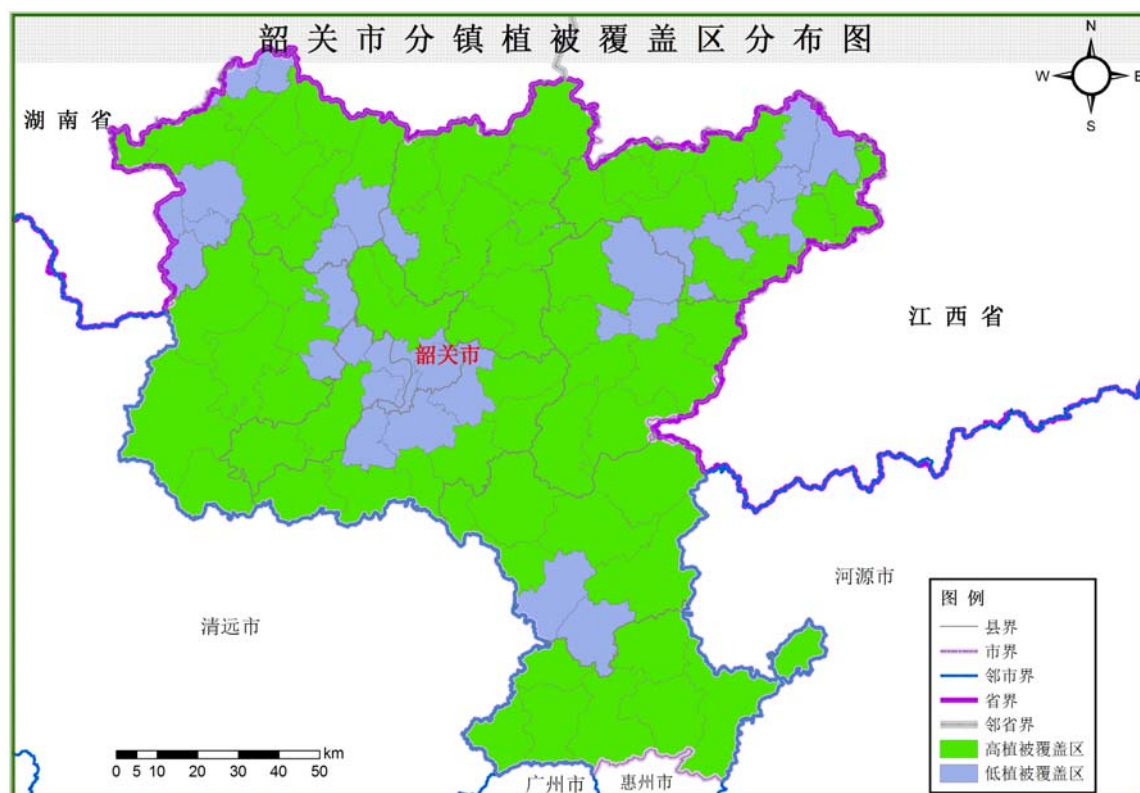 韶关市分镇植被覆盖区分布图
N
W
E
S
湖南省
江西省
韶关市
河源市
清远市
广州市
惠州市
图例
县界
市界
邻市界
省界
邻省界
高植被覆盖区
低植被覆盖区
km
0 5 10 20 30 40 50